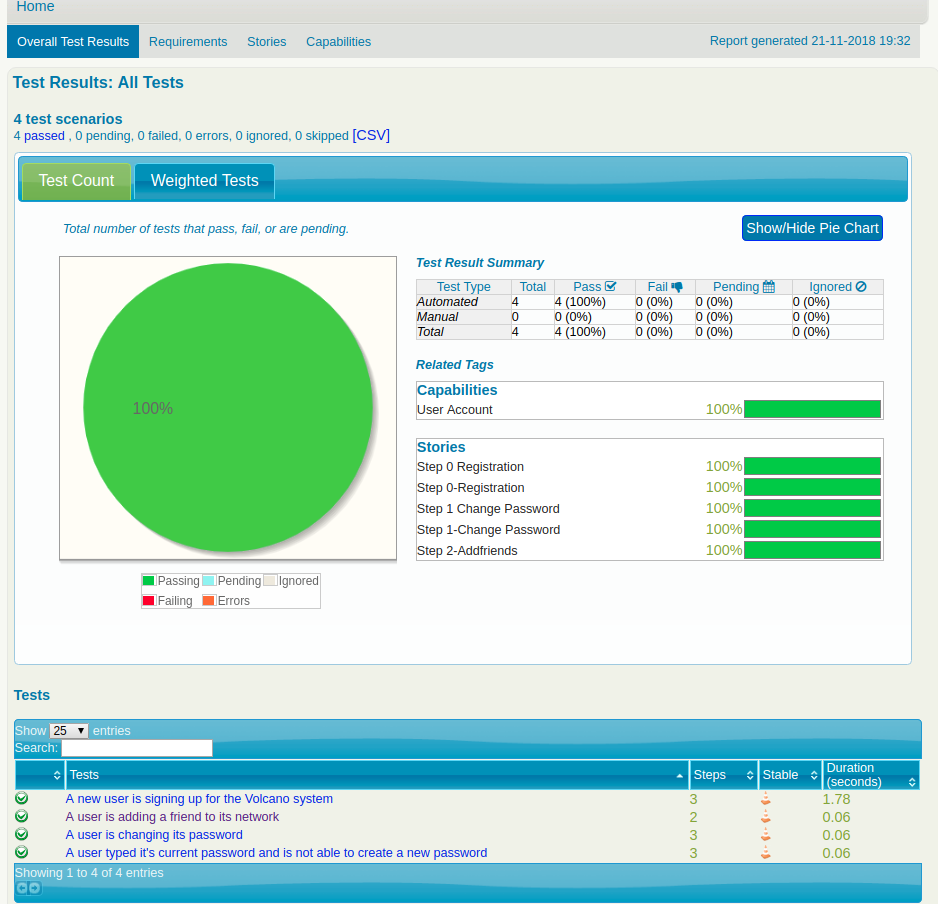 Home
Overall Test Results Requirements Stories Capabilities Report generated 21-11-2018 19:32
Test Results: All Tests
4 test scenarios
4 passed , 0 pending, 0 failed, 0 errors, 0 ignored, 0 skipped [CSV]
Test Count Weighted Tests
Total number of tests that pass, fail, or are pending.
Show/Hide Pie Chart
100%
Passing Pending Ignored
Failing Errors
Test Result Summary
Test Type Total Pass Fail Pending Ignored
Automated 4 4 (100%) 0 (0%) 0 (0%) 0 (0%)
Manual 0 0 (0%) 0 (0%) 0 (0%) 0 (0%)
Total 4 4 (100%) 0 (0%) 0 (0%) 0 (0%)
Related Tags
Capabilities
User Account 100%
Stories
Step 0 Registration 100%
Step 0-Registration 100%
Step 1 Change Password 100%
Step 1-Change Password 100%
Step 2-Addfriends 100%
Tests
Show 25 entries
Search:
Tests Steps Stable Duration (seconds)
A new user is signing up for the Volcano system 3 1.78
A user is adding a friend to its network 2 0.06
A user is changing its password 3 0.06
A user typed it's current password and is not able to create a new password 3 0.06
Showing 1 to 4 of 4 entries